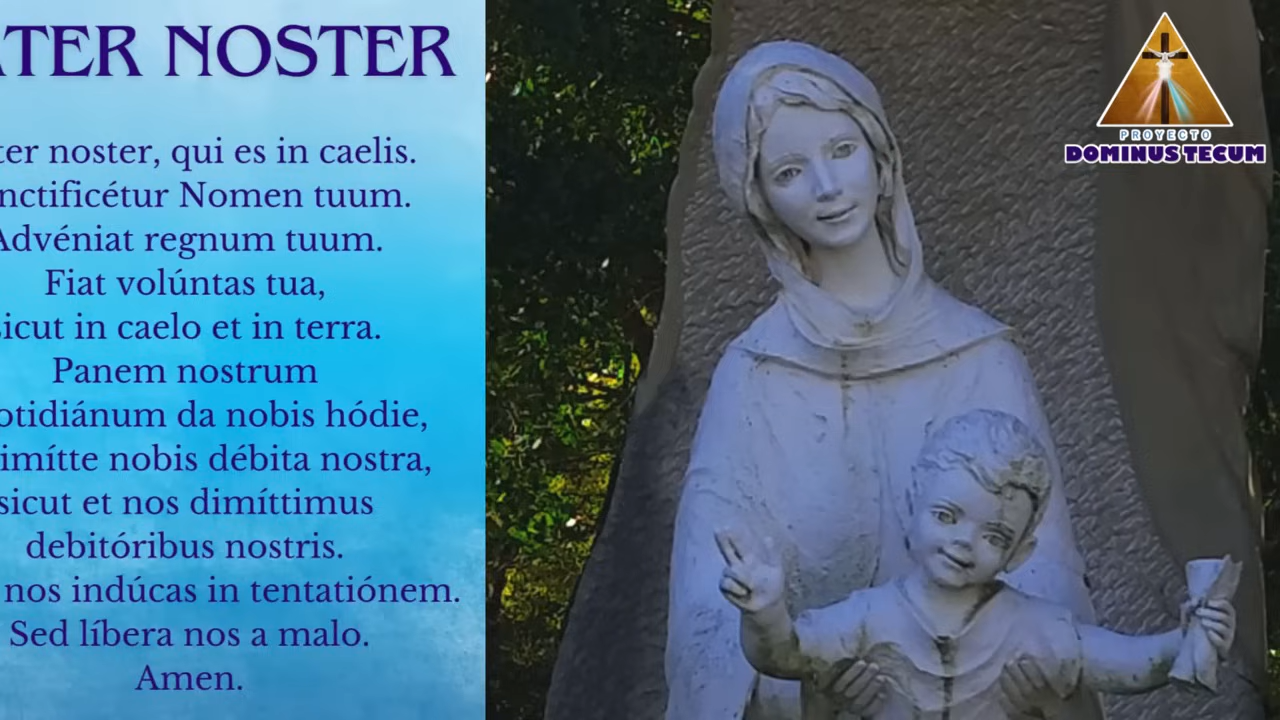 ATER NOSTER
ter noster, qui es in caelis.
nctificétur Nomen tuum.
Advéniat regnum tuum.
Fiat volúntas tua,
sicut in caelo et in terra.
Panem nostrum
otidiánum da nobis hódie,
imítte nobis débita nostra,
sicut et nos dimíttimus
debitóribus nostris.
nos indúcas in tentatiónem.
Sed líbera nos a malo.
Amen.
PROYECTO
DOMINUS TECUM